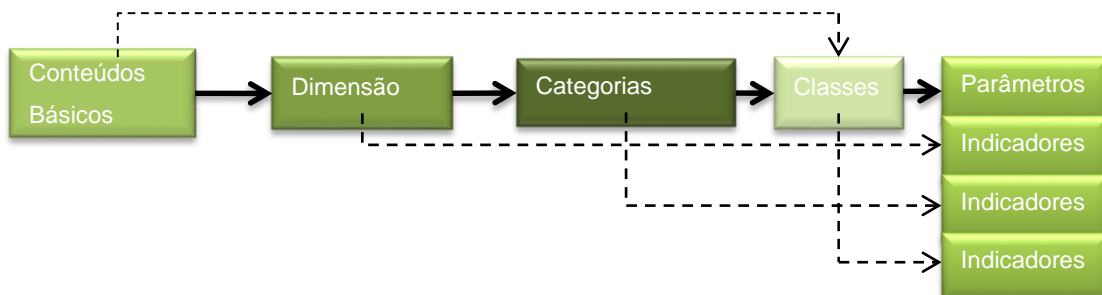 Conteúdos
Básicos
Dimensão
Categorias
Classes
Parâmetros
Indicadores
Indicadores
Indicadores